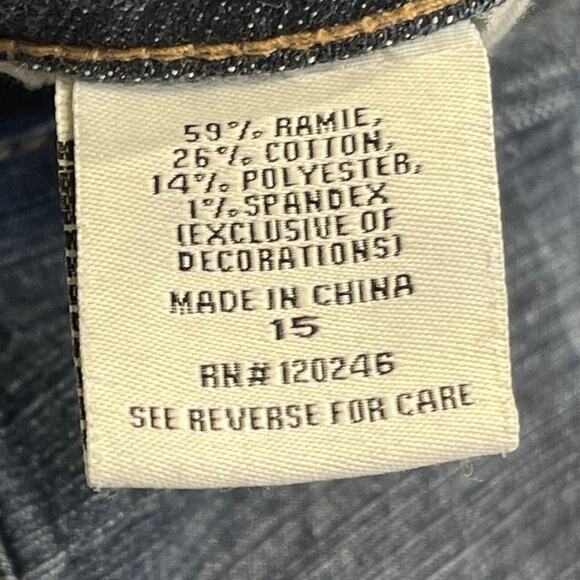 59% RAMIE,
26% COTTON,
14% POLYESTER,
1% SPANDEX
(EXCLUSIVE OF
DECORATIONS)
MADE IN CHINA
15
RN# 120246
SEE REVERSE FOR CARE